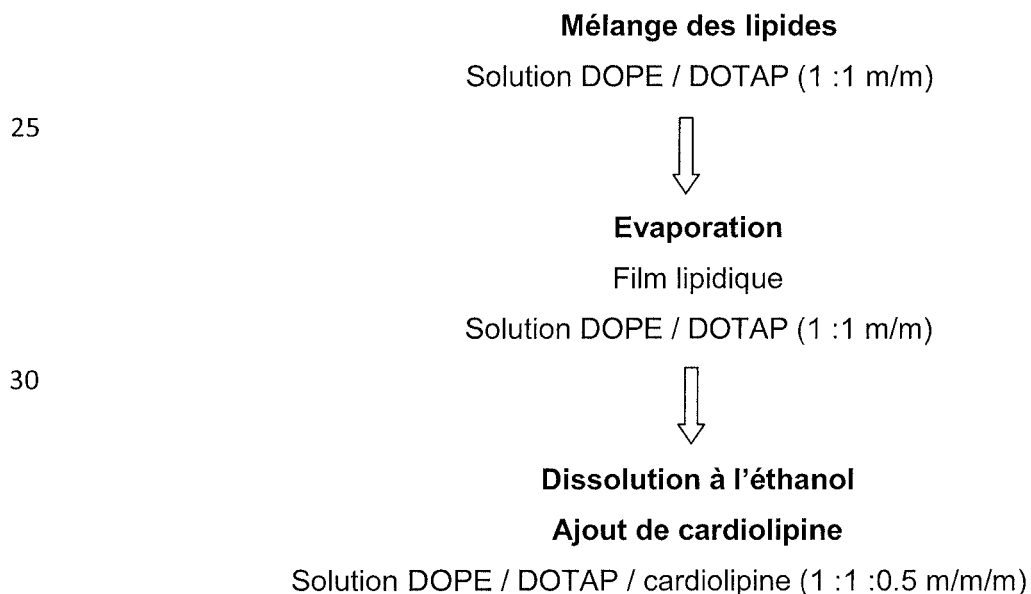 Mélange des lipides
Solution DOPE / DOTAP (1 :1 m/m)
25
Evaporation
Film lipidique
Solution DOPE / DOTAP (1 :1 m/m)
30
Dissolution à l'éthanol
Ajout de cardiolipine
Solution DOPE / DOTAP / cardiolipine (1 :1 :0.5 m/m/m)